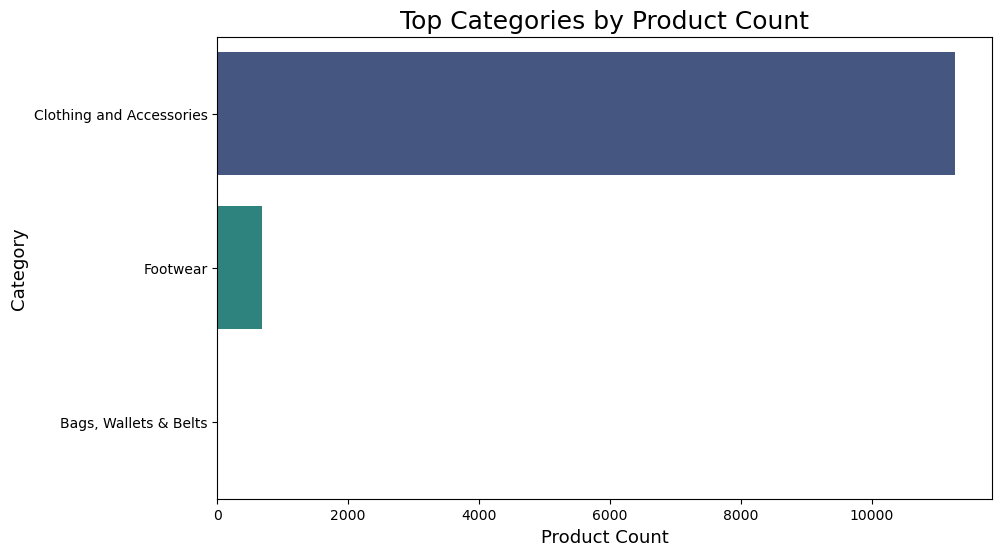 Top Categories by Product Count
Category
Clothing and Accessories
Footwear
Bags, Wallets & Belts
0 2000 4000 6000 8000 10000
Product Count